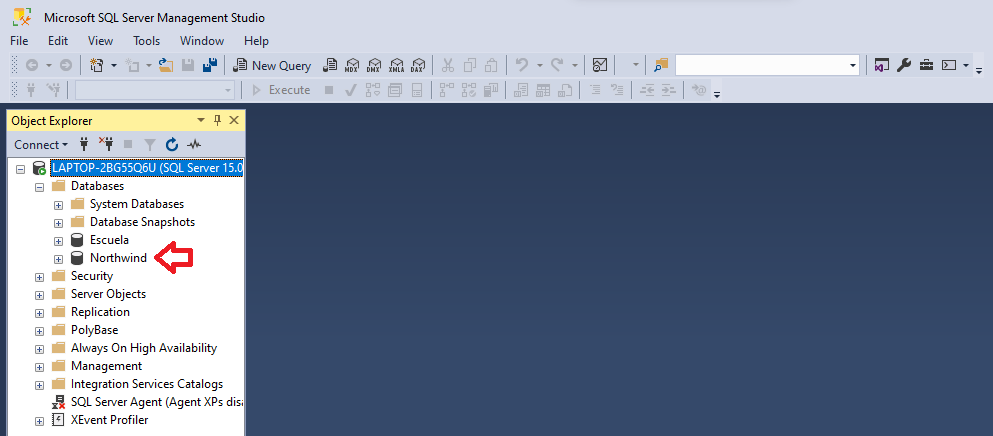 Microsoft SQL Server Management Studio
File Edit View Tools Window Help
New Query MDX DMX XMLA DAX
Execute
Object Explorer
Connect
LAPTOP-2BG55Q6U (SQL Server 15.0
Databases
System Databases
Database Snapshots
Escuela
Northwind
Security
Server Objects
Replication
PolyBase
Always On High Availability
Management
Integration Services Catalogs
SQL Server Agent (Agent XPs disa
XEvent Profiler